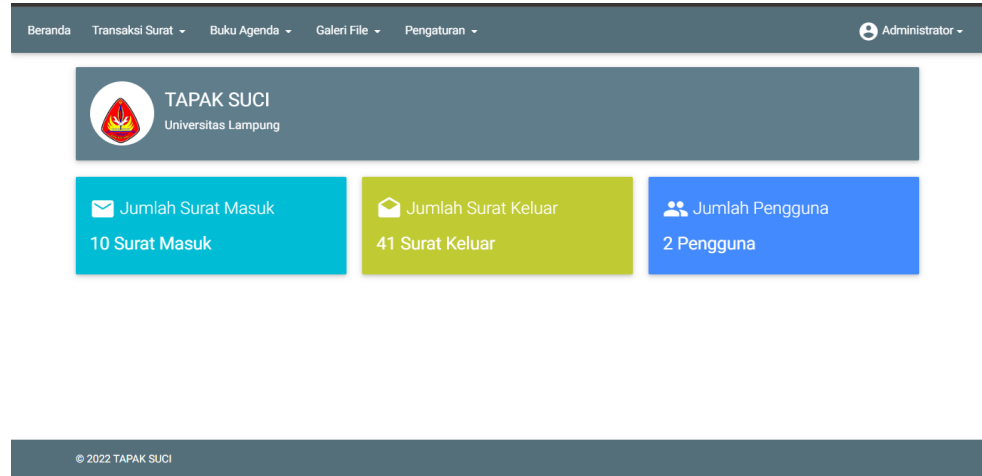 Beranda Transaksi Surat Buku Agenda Galeri File Pengaturan Administrator
TAPAK SUCI
Universitas Lampung
Jumlah Surat Masuk
10 Surat Masuk
Jumlah Surat Keluar
41 Surat Keluar
Jumlah Pengguna
2 Pengguna
© 2022 TAPAK SUCI